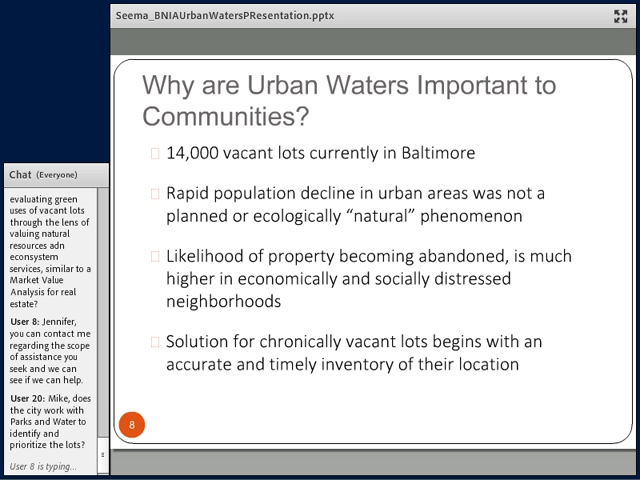 Seema_BNIAUrbanWatersPResentation.pptx
Why are Urban Waters Important to
Communities?
14,000 vacant lots currently in Baltimore
Rapid population decline in urban areas was not a
planned or ecologically “natural” phenomenon
Likelihood of property becoming abandoned, is much
higher in economically and socially distressed
neighborhoods
Solution for chronically vacant lots begins with an
accurate and timely inventory of their location
8
Chat (Everyone)
evaluating green
uses of vacant lots
through the lens of
valuing natural
resources adn
econsystem
services, similar to a
Market Value
Analysis for real
estate?
User 8: Jennifer,
you can contact me
regarding the scope
of assistance you
seek and we can
see if we can help.
User 20: Mike, does
the city work with
Parks and Water to
identify and
prioritize the lots?
User 8 is typing...